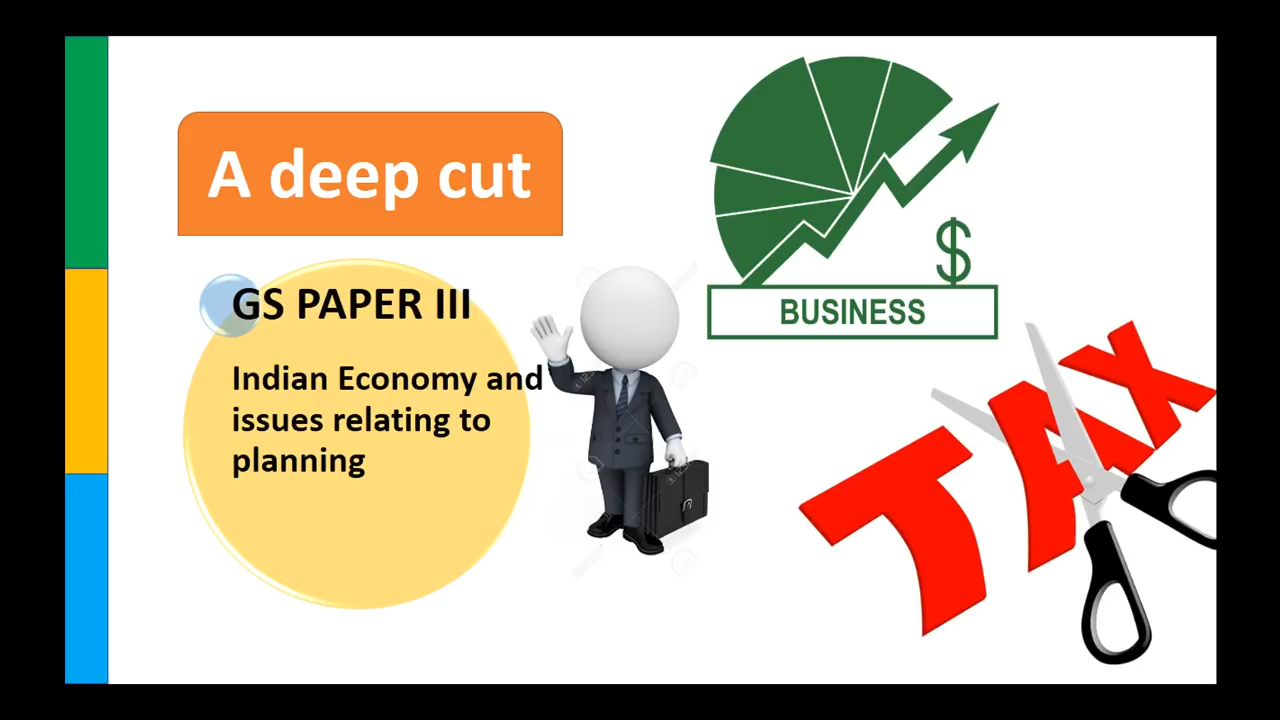 A deep cut
GS PAPER III
Indian Economy and
issues relating to
planning
$
BUSINESS
TAX